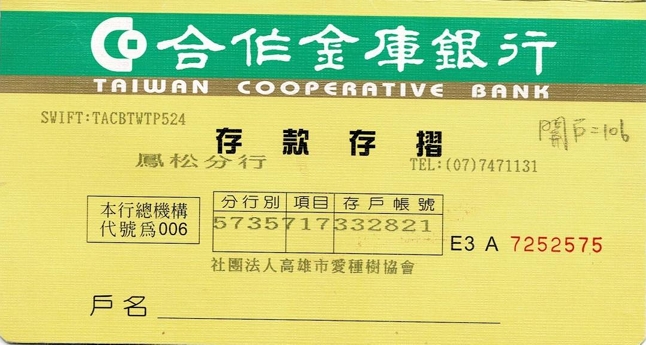 合作金庫銀行
TAIWAN COOPERATIVE BANK
SWIFT:TACBTWTP524
存款存摺
開戶=106
鳳松分行
TEL:(07)7471131
本行總機構
代號為006
分行別 項目 存戶帳號
5735717332821
E3 A 7252575
社團法人高雄市愛種樹協會
戶名